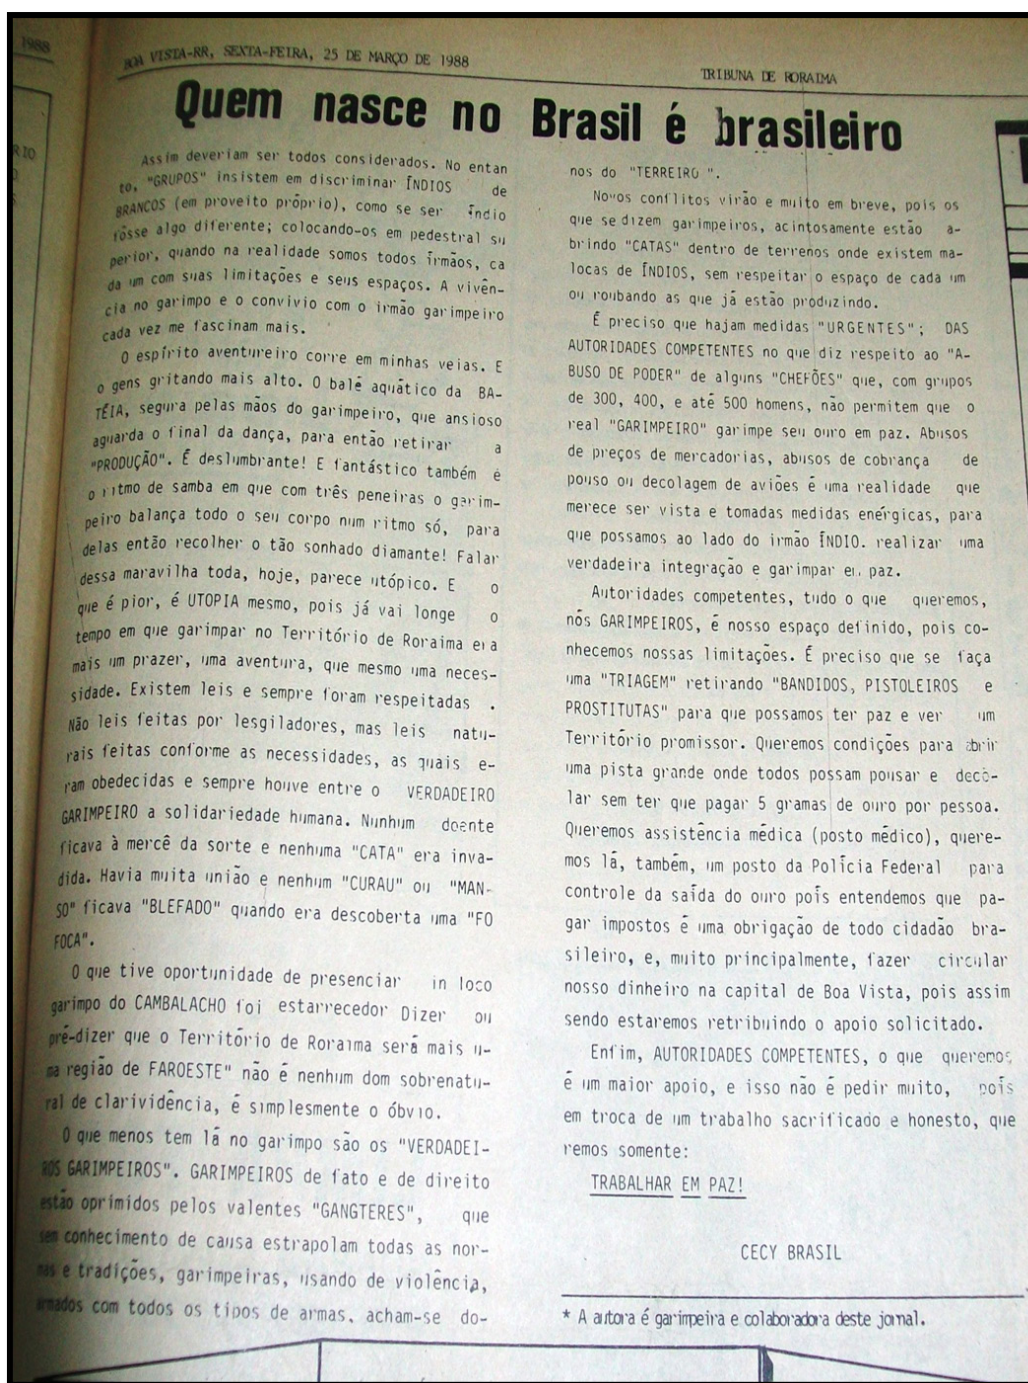 1988
BOA VISTA-RR, SEXTA-FEIRA, 25 DE MARÇO DE 1988
TRIBUNA DE RORAIMA
Quem nasce no Brasil é brasileiro
Assim deveriam ser todos considerados. No entan
to, "GRUPOS" insistem em discriminar ÍNDIOS de
BRANCOS (em proveito próprio), como se ser índio
fosse algo diferente; colocando-os em pedestral su
perior, quando na realidade somos todos irmãos, ca
da um com suas limitações e seus espaços. A vivên-
cia no garimpo e o convivio com o irmão garimpeiro
cada vez me fascinam mais.
O espírito aventureiro corre em minhas veias. E
o gens gritando mais alto. O balé aquático da BA-
TÉIA, segura pelas mãos do garimpeiro, que ansioso
aguarda o final da dança, para então retirar a
"PRODUÇÃO". É deslumbrante! E fantástico também é
o ritmo de samba em que com três peneiras o garim-
peiro balança todo o seu corpo num ritmo só, para
delas então recolher o tão sonhado diamante! Falar
dessa maravilha toda, hoje, parece utópico. E o
que é pior, é UTOPIA mesmo, pois já vai longe o
tempo em que garimpar no Território de Roraima era
mais um prazer, uma aventura, que mesmo uma neces-
sidade. Existem leis e sempre foram respeitadas .
Não leis feitas por lesgiladores, mas leis natu-
rais feitas conforme as necessidades, as quais e-
ram obedecidas e sempre houve entre o VERDADEIRO
GARIMPEIRO a solidariedade humana. Nunhum doente
ficava à mercê da sorte e nenhuma "CATA" era inva-
dida. Havia muita união e nenhum "CURAU" ou "MAN-
SO" ficava "BLEFADO" quando era descoberta uma "FO
FOCA".
O que tive oportunidade de presenciar in loco
garimpo do CAMBALACHO foi estarrecedor Dizer ou
pré-dizer que o Território de Roraima será mais u-
ma região de FAROESTE" não é nenhum dom sobrenatu-
ral de clarividência, é simplesmente o óbvio.
O que menos tem lá no garimpo são os "VERDADEI-
ROS GARIMPEIROS". GARIMPEIROS de fato e de direito
estão oprimidos pelos valentes "GANGTERES", que
sem conhecimento de causa estrapolam todas as nor-
mas e tradições, garimpeiras, usando de violência,
armados com todos os tipos de armas. acham-se do-
nos do "TERREIRO ".
Novos conflitos virão e muito em breve, pois os
que se dizem garimpeiros, acintosamente estão a-
brindo "CATAS" dentro de terrenos onde existem ma-
locas de ÍNDIOS, sem respeitar o espaço de cada um
ou roubando as que já estão produzindo.
É preciso que hajam medidas "URGENTES"; DAS
AUTORIDADES COMPETENTES no que diz respeito ao "A-
BUSO DE PODER" de alguns "CHEFÕES" que, com grupos
de 300, 400, e até 500 homens, não permitem que o
real "GARIMPEIRO" garimpe seu ouro em paz. Abusos
de preços de mercadorias, abusos de cobrança de
pouso ou decolagem de aviões é uma realidade que
merece ser vista e tomadas medidas enérgicas, para
que possamos ao lado do irmão ÍNDIO. realizar uma
verdadeira integração e garimpar em paz.
Autoridades competentes, tudo o que queremos,
nós GARIMPEIROS, é nosso espaço definido, pois co-
nhecemos nossas limitações. É preciso que se faça
uma "TRIAGEM" retirando "BANDIDOS, PISTOLEIROS e
PROSTITUTAS" para que possamos ter paz e ver um
Território promissor. Queremos condições para abrir
uma pista grande onde todos possam pousar e deco-
lar sem ter que pagar 5 gramas de ouro por pessoa.
Queremos assistência médica (posto médico), quere-
mos lá, também, um posto da Polícia Federal para
controle da saída do ouro pois entendemos que pa-
gar impostos é uma obrigação de todo cidadão bra-
sileiro, e, muito principalmente, fazer circular
nosso dinheiro na capital de Boa Vista, pois assim
sendo estaremos retribuindo o apoio solicitado.
Enfim, AUTORIDADES COMPETENTES, o que queremos
é um maior apoio, e isso não é pedir muito, pois
em troca de um trabalho sacrificado e honesto, que
remos somente:
TRABALHAR EM PAZ!
CECY BRASIL
* A autora é garimpeira e colaboradora deste jornal.